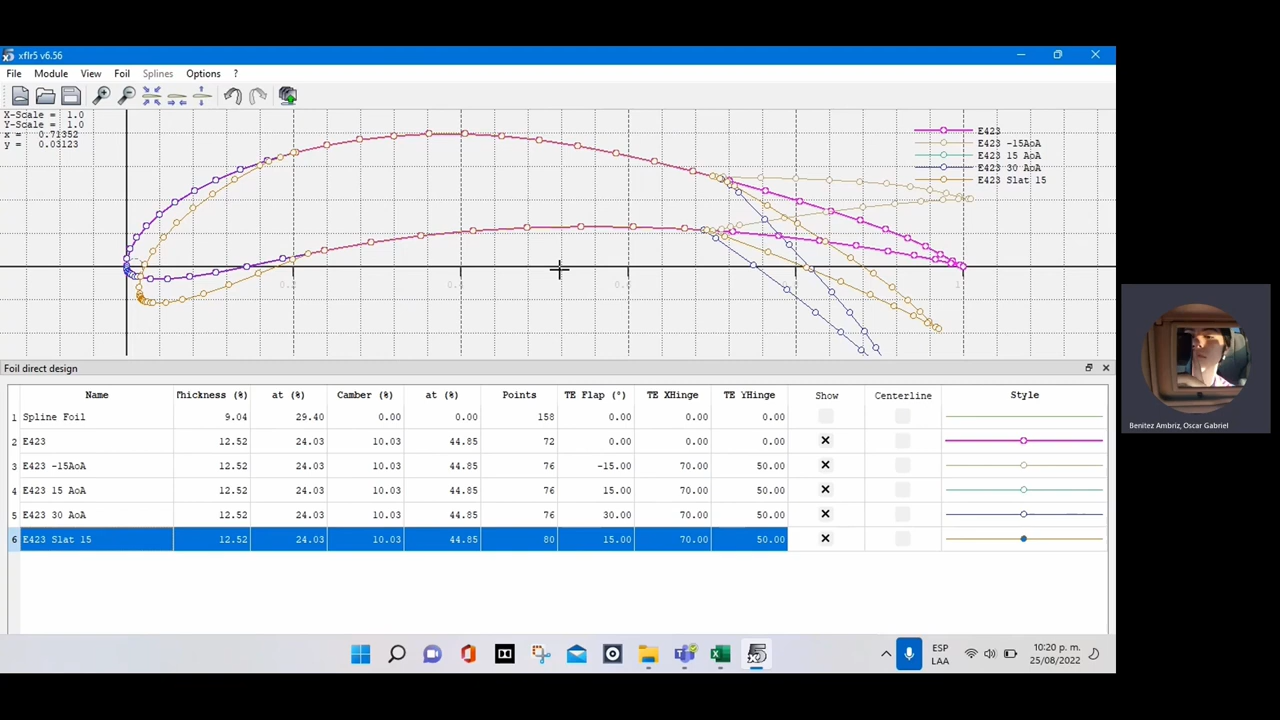 xflr5 v6.56
File Module View Foil Splines Options ?
X-Scale = 1.0
Y-Scale = 1.0
x = 0.71352
y = 0.03123
E423
E423 -15AoA
E423 15 AoA
E423 30 AoA
E423 Slat 15
Foil direct design
Name Thickness (%) at (%) Camber (%) at (%) Points TE Flap (°) TE XHinge TE YHinge Show Centerline Style
1 Spline Foil 9.04 29.40 0.00 0.00 158 0.00 0.00 0.00
2 E423 12.52 24.03 10.03 44.85 72 0.00 0.00 0.00
3 E423 -15AoA 12.52 24.03 10.03 44.85 76 -15.00 70.00 50.00
4 E423 15 AoA 12.52 24.03 10.03 44.85 76 15.00 70.00 50.00
5 E423 30 AoA 12.52 24.03 10.03 44.85 76 30.00 70.00 50.00
6 E423 Slat 15 12.52 24.03 10.03 44.85 80 15.00 70.00 50.00
Benitez Ambriz, Oscar Gabriel
ESP
LAA
10:20 p. m.
25/08/2022